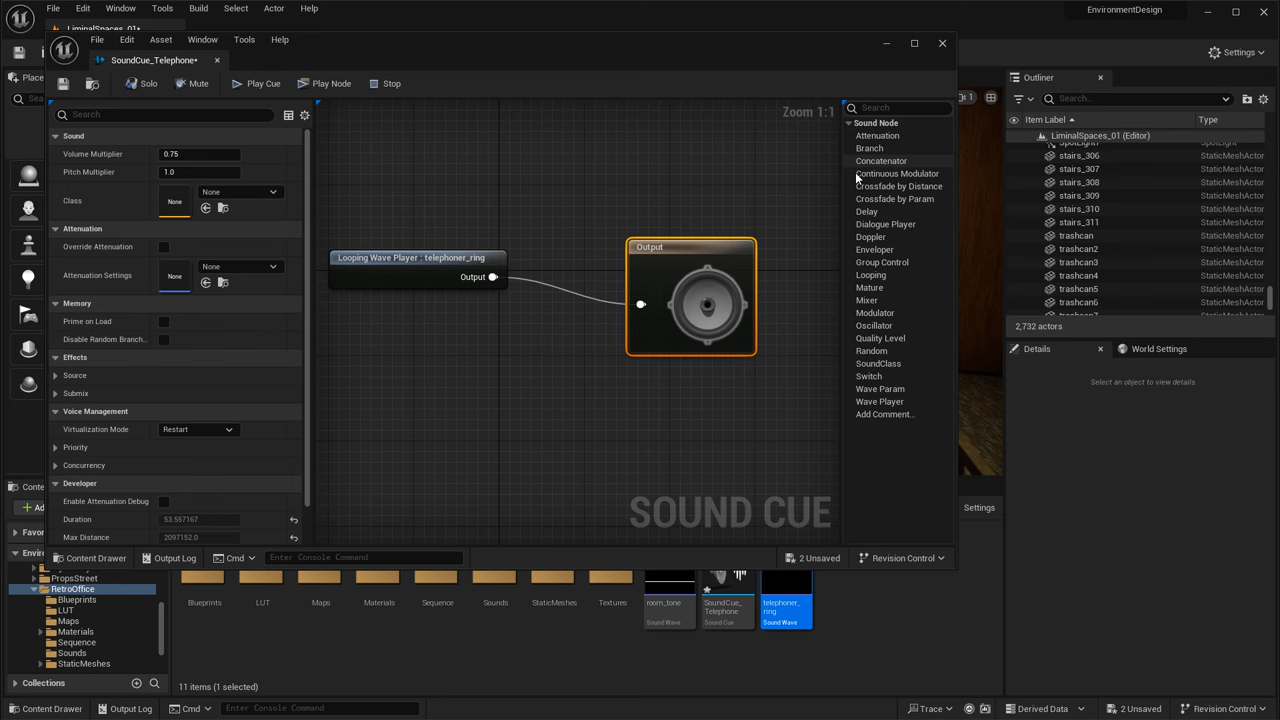 File Window Tools Build Select Actor Help
EnvironmentDesign
LiminalSpaces_01*
File Edit Asset Window Tools Help
SoundCue_Telephone*
Settings
Solo Mute Play Cue Play Node Stop
Outliner
Search...
Item Label Type
LiminalSpaces_01 (Editor)
stairs_306 StaticMeshActor
stairs_307 StaticMeshActor
stairs_308 StaticMeshActor
stairs_309 StaticMeshActor
stairs_310 StaticMeshActor
stairs_311 StaticMeshActor
trashcan StaticMeshActor
trashcan2 StaticMeshActor
trashcan3 StaticMeshActor
trashcan4 StaticMeshActor
trashcan5 StaticMeshActor
trashcan6 StaticMeshActor
2,732 actors
Details World Settings
Select an object to view details.
Search
Sound
Volume Multiplier 0.75
Pitch Multiplier 1.0
Class None None
Attenuation
Override Attenuation
Attenuation Settings None None
Memory
Prime on Load
Disable Random Branch...
Effects
Source
Submix
Voice Management
Virtualization Mode Restart
Priority
Concurrency
Developer
Enable Attenuation Debug
Duration 53.557167
Max Distance 2097152.0
Zoom 1:1
Looping Wave Player : telephoner_ring
Output
Output
SOUND CUE
Search
Sound Node
Attenuation
Branch
Concatenator
Continuous Modulator
Crossfade by Distance
Crossfade by Param
Delay
Dialogue Player
Doppler
Enveloper
Group Control
Looping
Mature
Mixer
Modulator
Oscillator
Quality Level
Random
SoundClass
Switch
Wave Param
Wave Player
Add Comment...
Settings
Content Drawer Output Log Cmd Enter Console Command 2 Unsaved Revision Control
PropsStreet
RetroOffice
Blueprints
LUT
Maps
Materials
Sequence
Sounds
StaticMeshes
Collections
Blueprints LUT Maps Materials Sequence Sounds StaticMeshes Textures
room_tone
Sound Wave
SoundCue_
Telephone
Sound Cue
telephoner_
ring
Sound Wave
11 items (1 selected)
Content Drawer Output Log Cmd Enter Console Command Trace Derived Data 2 Unsaved Revision Control